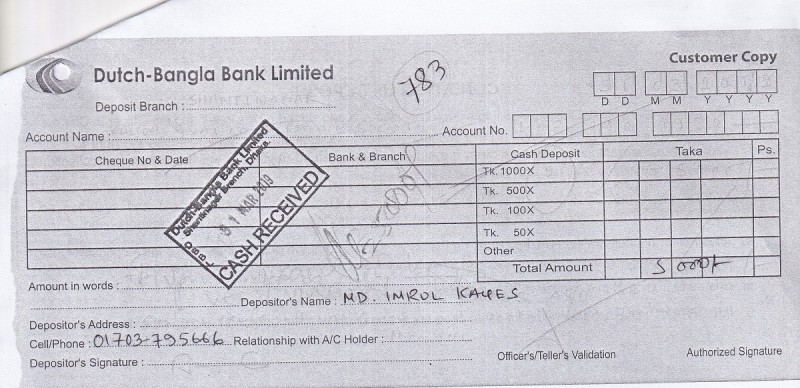 Customer Copy
Dutch-Bangla Bank Limited
783
D D M M Y Y Y Y
Deposit Branch :
Account Name : Account No.
Cheque No & Date Bank & Branch Cash Deposit Taka Ps.
Tk. 1000X
Tk. 500X
Tk. 100X
Tk. 50X
Other
Total Amount 5000/-
Dutch-Bangla Bank Limited
Shantinagar Branch, Dhaka.
31 MAR 2019
CASH RECEIVED
Amount in words :
Depositor's Name : MD. IMRUL KAYES
Depositor's Address :
Cell/Phone : 01703-795666 Relationship with A/C Holder :
Depositor's Signature : Officer's/Teller's Validation Authorized Signature